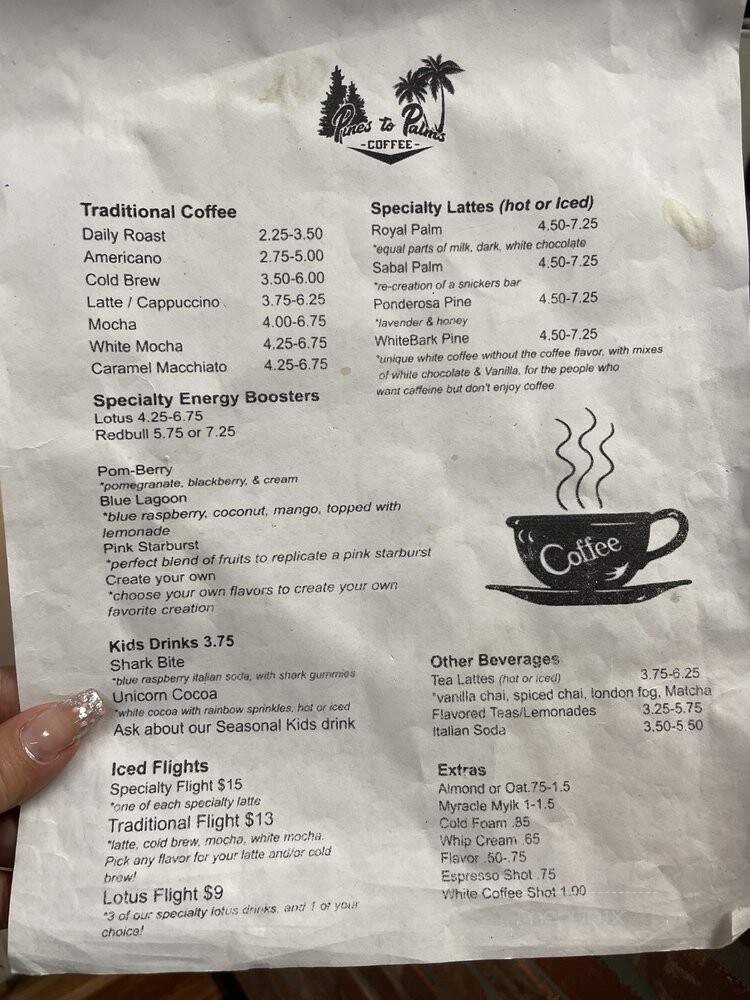 Pines to Palms
-COFFEE-
Traditional Coffee
Daily Roast 2.25-3.50
Americano 2.75-5.00
Cold Brew 3.50-6.00
Latte / Cappuccino 3.75-6.25
Mocha 4.00-6.75
White Mocha 4.25-6.75
Caramel Macchiato 4.25-6.75
Specialty Energy Boosters
Lotus 4.25-6.75
Redbull 5.75 or 7.25
Pom-Berry
*pomegranate, blackberry, & cream
Blue Lagoon
*blue raspberry, coconut, mango, topped with
lemonade
Pink Starburst
*perfect blend of fruits to replicate a pink starburst
Create your own
*choose your own flavors to create your own
favorite creation
Kids Drinks 3.75
Shark Bite
*blue raspberry italian soda, with shark gummies
Unicorn Cocoa
*white cocoa with rainbow sprinkles, hot or iced
Ask about our Seasonal Kids drink
Iced Flights
Specialty Flight $15
*one of each specialty latte
Traditional Flight $13
*latte, cold brew, mocha, white mocha.
Pick any flavor for your latte and/or cold
brew!
Lotus Flight $9
*3 of our specialty lotus drinks, and 1 of your
choice!
Specialty Lattes (hot or Iced)
Royal Palm 4.50-7.25
*equal parts of milk, dark, white chocolate
Sabal Palm 4.50-7.25
*re-creation of a snickers bar
Ponderosa Pine 4.50-7.25
*lavender & honey
WhiteBark Pine 4.50-7.25
*unique white coffee without the coffee flavor, with mixes
of white chocolate & Vanilla, for the people who
want caffeine but don't enjoy coffee.
Coffee
Other Beverages
Tea Lattes (hot or iced) 3.75-6.25
*vanilla chai, spiced chai, london fog, Matcha
Flavored Teas/Lemonades 3.25-5.75
Italian Soda 3.50-5.50
Extras
Almond or Oat.75-1.5
Myracle Mylk 1-1.5
Cold Foam .85
Whip Cream .65
Flavor .50-.75
Espresso Shot .75
White Coffee Shot 1.00